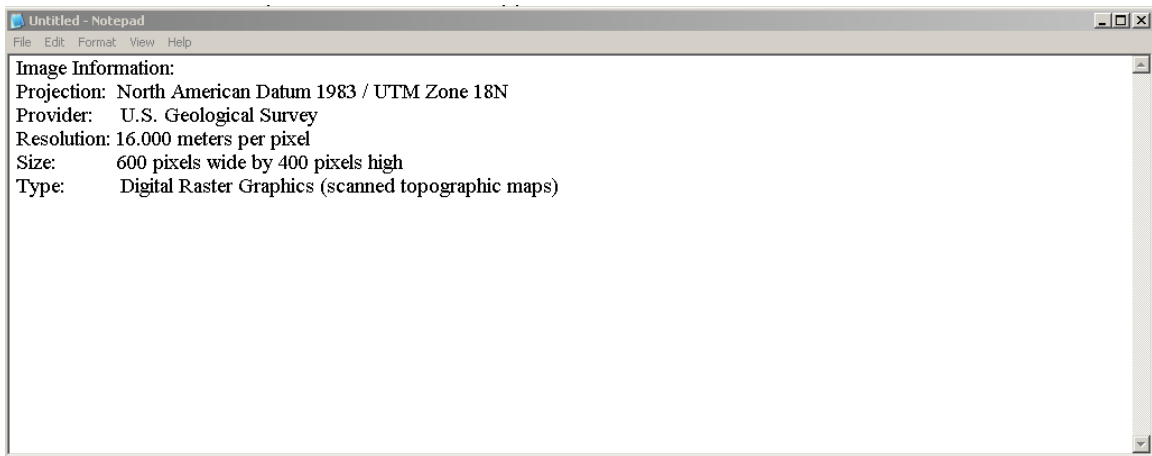 Untitled - Notepad
File Edit Format View Help
Image Information:
Projection: North American Datum 1983 / UTM Zone 18N
Provider: U.S. Geological Survey
Resolution: 16.000 meters per pixel
Size: 600 pixels wide by 400 pixels high
Type: Digital Raster Graphics (scanned topographic maps)